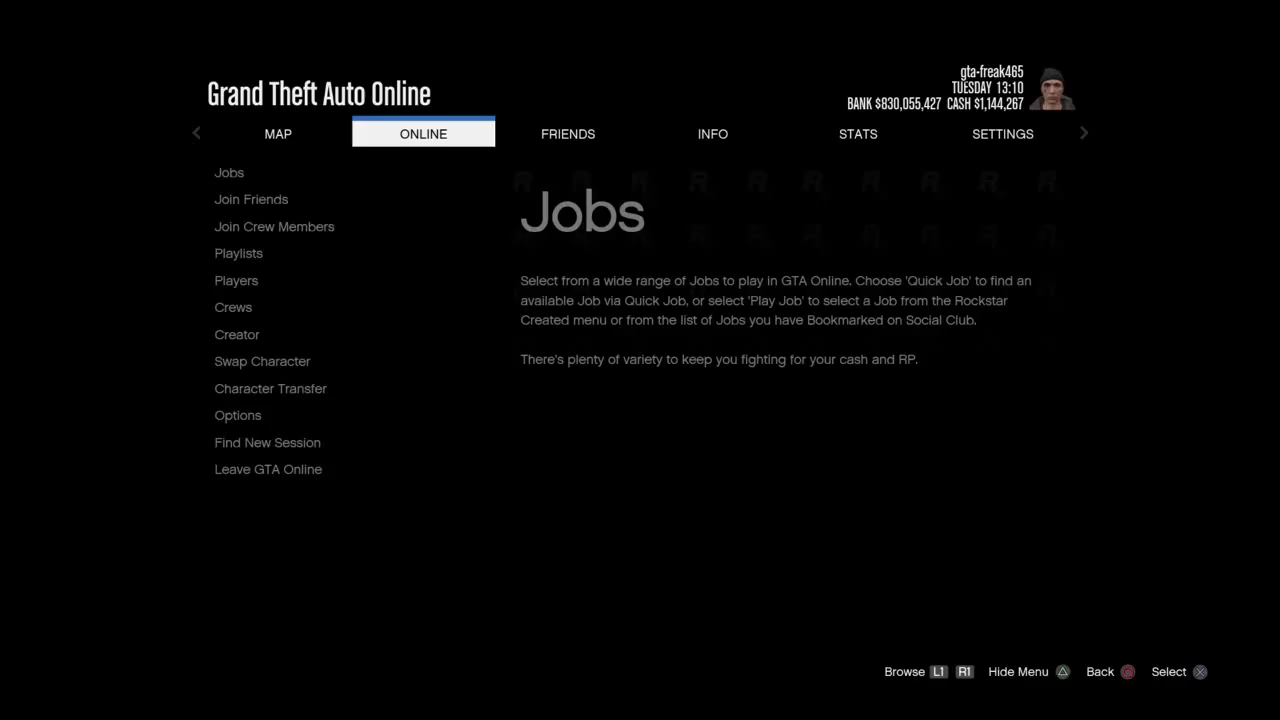 Grand Theft Auto Online
gta-freak465
TUESDAY 13:10
BANK $830,055,427 CASH $1,144,267
MAP ONLINE FRIENDS INFO STATS SETTINGS
Jobs
Join Friends
Join Crew Members
Playlists
Players
Crews
Creator
Swap Character
Character Transfer
Options
Find New Session
Leave GTA Online
Jobs
Select from a wide range of Jobs to play in GTA Online. Choose 'Quick Job' to find an
available Job via Quick Job, or select 'Play Job' to select a Job from the Rockstar
Created menu or from the list of Jobs you have Bookmarked on Social Club.
There's plenty of variety to keep you fighting for your cash and RP.
Browse L1 R1 Hide Menu Back Select